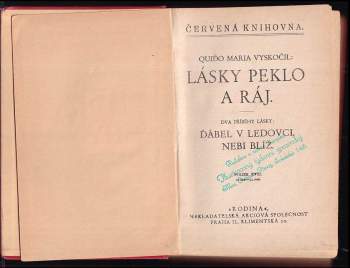 ČERVENÁ KNIHOVNA.
QUIDO MARIA VYSKOČIL:
LÁSKY PEKLO
A RÁJ.
DVA PŘÍBĚHY LÁSKY:
ĎÁBEL V LEDOVCI,
NEBI BLÍŽ.
»RODINA«
NAKLADATELSKÁ AKCIOVÁ SPOLEČNOST
PRAHA II., KLIMENTSKÁ